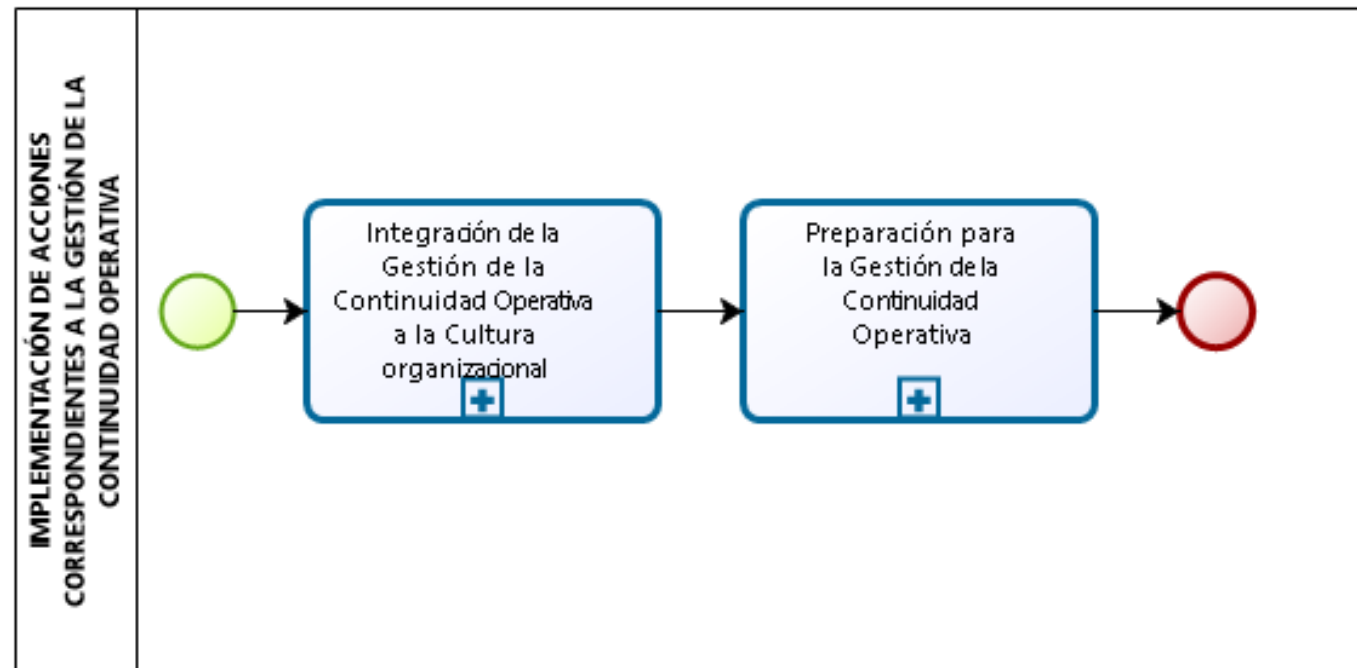 IMPLEMENTACIÓN DE ACCIONES
CORRESPONDIENTES A LA GESTIÓN DE LA
CONTINUIDAD OPERATIVA
Integración de la
Gestión de la
Continuidad Operativa
a la Cultura
organizacional
Preparación para
la Gestión de la
Continuidad
Operativa